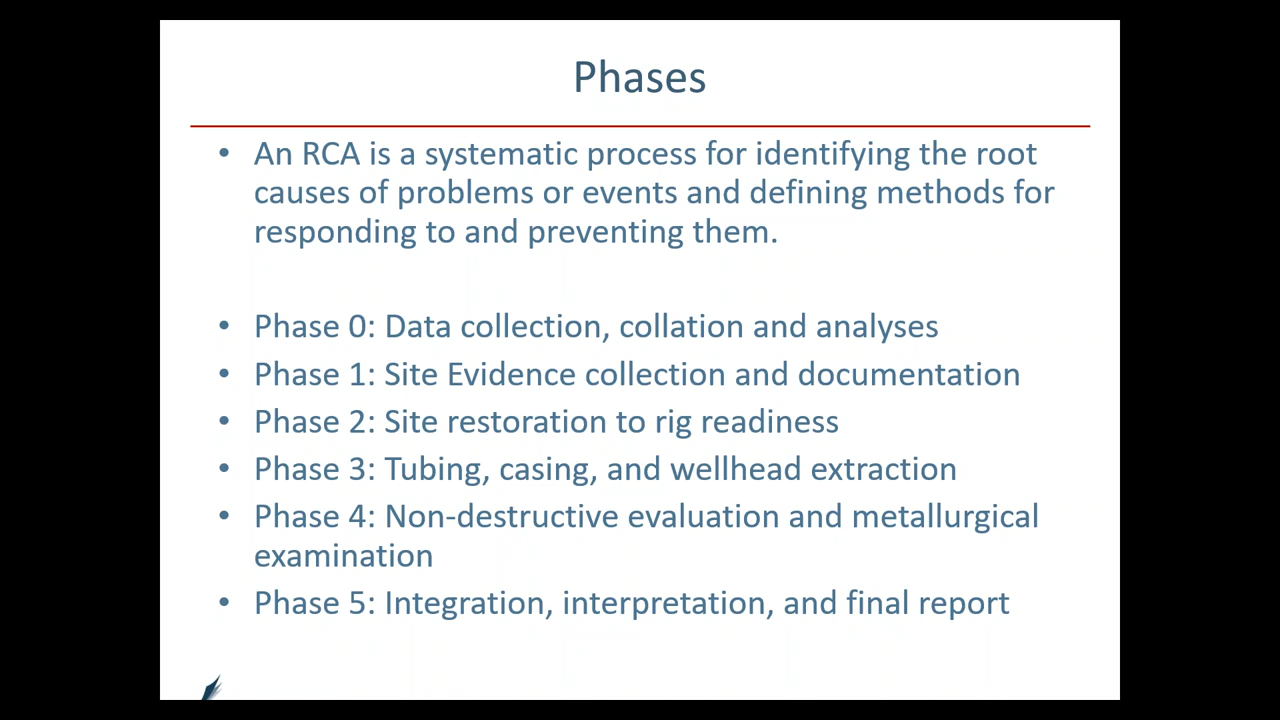 Phases
• An RCA is a systematic process for identifying the root
causes of problems or events and defining methods for
responding to and preventing them.
• Phase 0: Data collection, collation and analyses
• Phase 1: Site Evidence collection and documentation
• Phase 2: Site restoration to rig readiness
• Phase 3: Tubing, casing, and wellhead extraction
• Phase 4: Non-destructive evaluation and metallurgical
examination
• Phase 5: Integration, interpretation, and final report